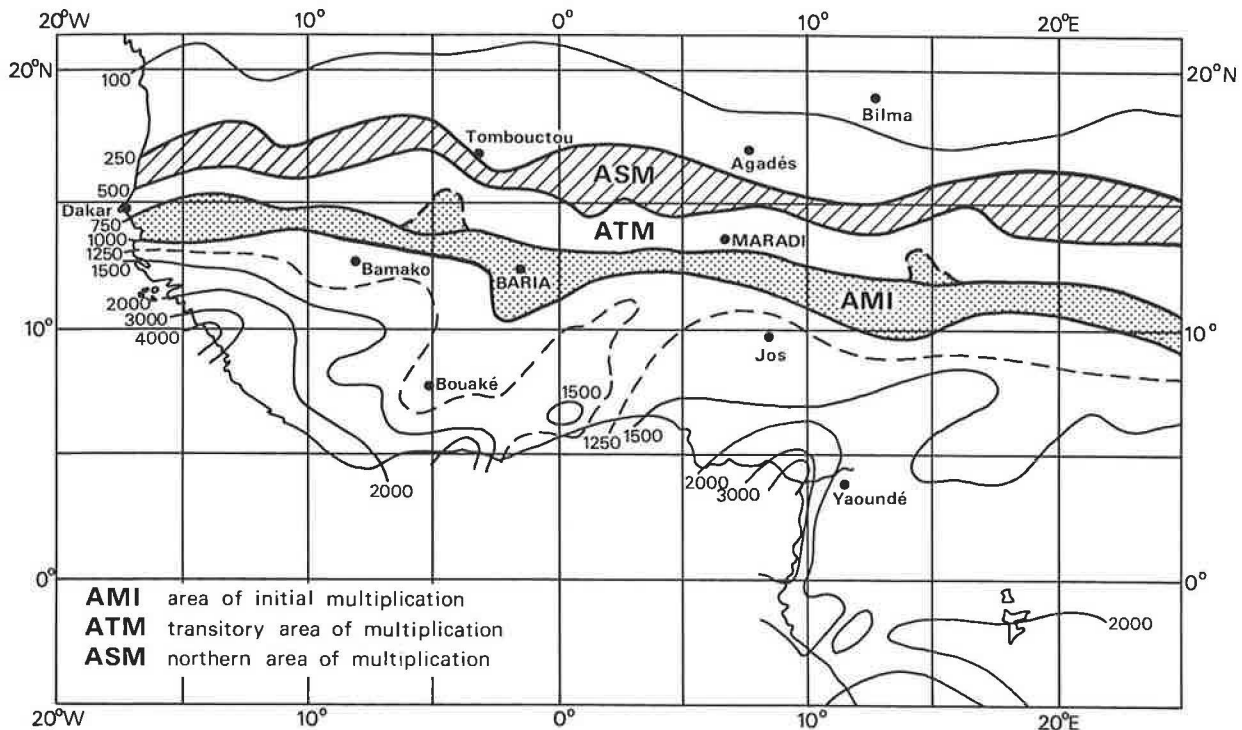 20°W 10° 0° 10° 20°E
20°N 20°N
100
Bilma
Tombouctou
Agadés
250
ASM
500
Dakar
750
ATM
MARADI
1000
1250
Bamako
BARIA
1500
AMI
2000
3000
10° 10°
4000
Jos
Bouaké
1500
1250 1500
2000
2000
3000
Yaoundé
0° 0°
AMI area of initial multiplication
ATM transitory area of multiplication
2000
ASM northern area of multiplication
20°W 10° 0° 10° 20°E